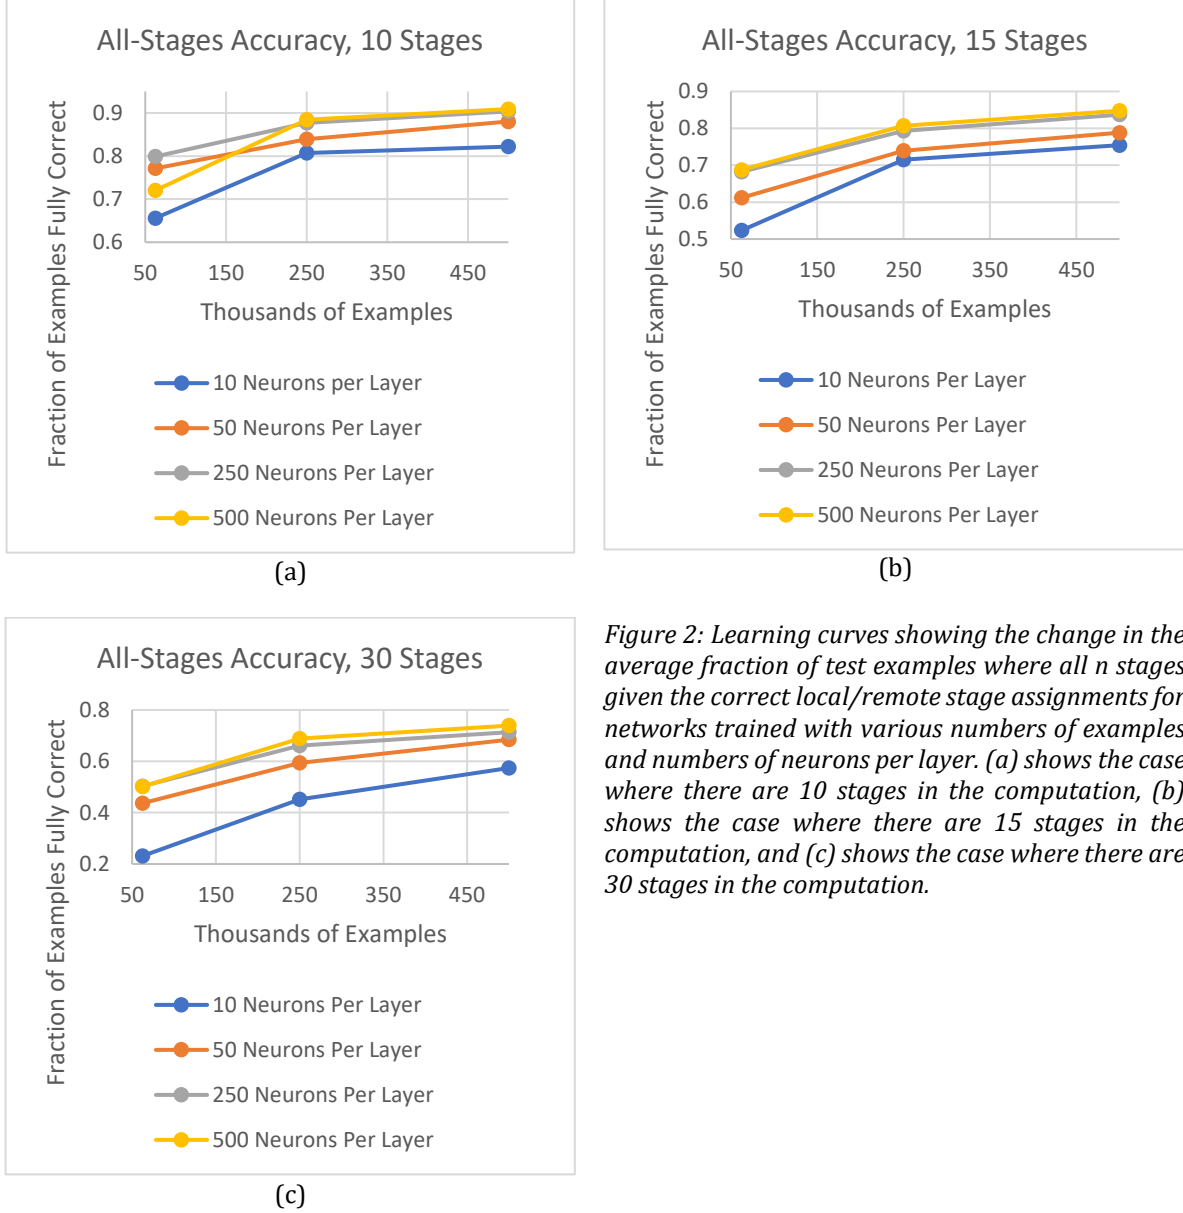 All-Stages Accuracy, 10 Stages
Fraction of Examples Fully Correct
0.9
0.8
0.7
0.6
50 150 250 350 450
Thousands of Examples
10 Neurons per Layer
50 Neurons Per Layer
250 Neurons Per Layer
500 Neurons Per Layer
(a)
All-Stages Accuracy, 15 Stages
Fraction of Examples Fully Correct
0.9
0.8
0.7
0.6
0.5
50 150 250 350 450
Thousands of Examples
10 Neurons Per Layer
50 Neurons Per Layer
250 Neurons Per Layer
500 Neurons Per Layer
(b)
All-Stages Accuracy, 30 Stages
Fraction of Examples Fully Correct
0.8
0.6
0.4
0.2
50 150 250 350 450
Thousands of Examples
10 Neurons Per Layer
50 Neurons Per Layer
250 Neurons Per Layer
500 Neurons Per Layer
(c)
Figure 2: Learning curves showing the change in the
average fraction of test examples where all n stages
given the correct local/remote stage assignments for
networks trained with various numbers of examples
and numbers of neurons per layer. (a) shows the case
where there are 10 stages in the computation, (b)
shows the case where there are 15 stages in the
computation, and (c) shows the case where there are
30 stages in the computation.